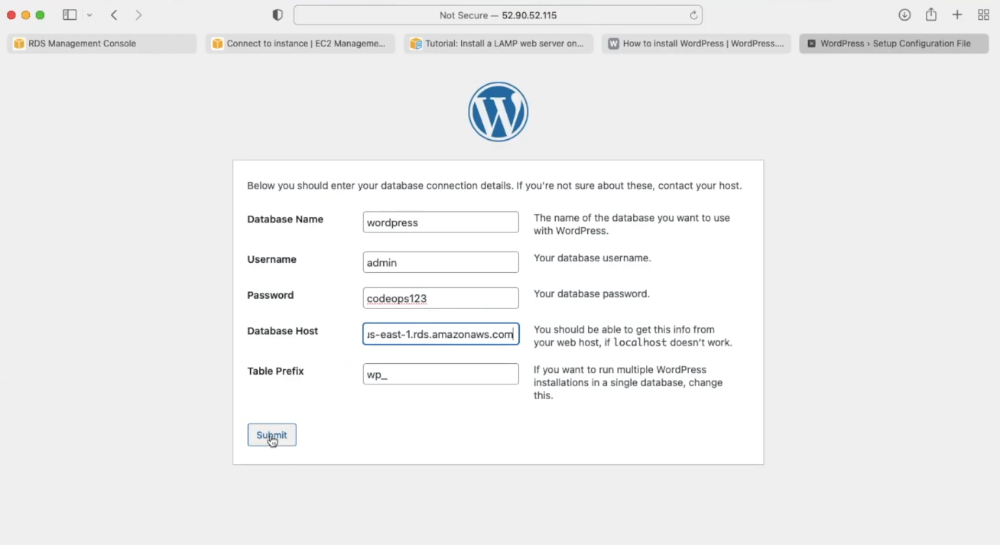 Not Secure — 52.90.52.115
RDS Management Console
Connect to instance | EC2 Manageme...
Tutorial: Install a LAMP web server on...
How to install WordPress | WordPress....
WordPress › Setup Configuration File
Below you should enter your database connection details. If you're not sure about these, contact your host.
Database Name
wordpress
The name of the database you want to use
with WordPress.
Username
admin
Your database username.
Password
codeops123
Your database password.
Database Host
us-east-1.rds.amazonaws.com
You should be able to get this info from
your web host, if localhost doesn't work.
Table Prefix
wp_
If you want to run multiple WordPress
installations in a single database, change
this.
Submit